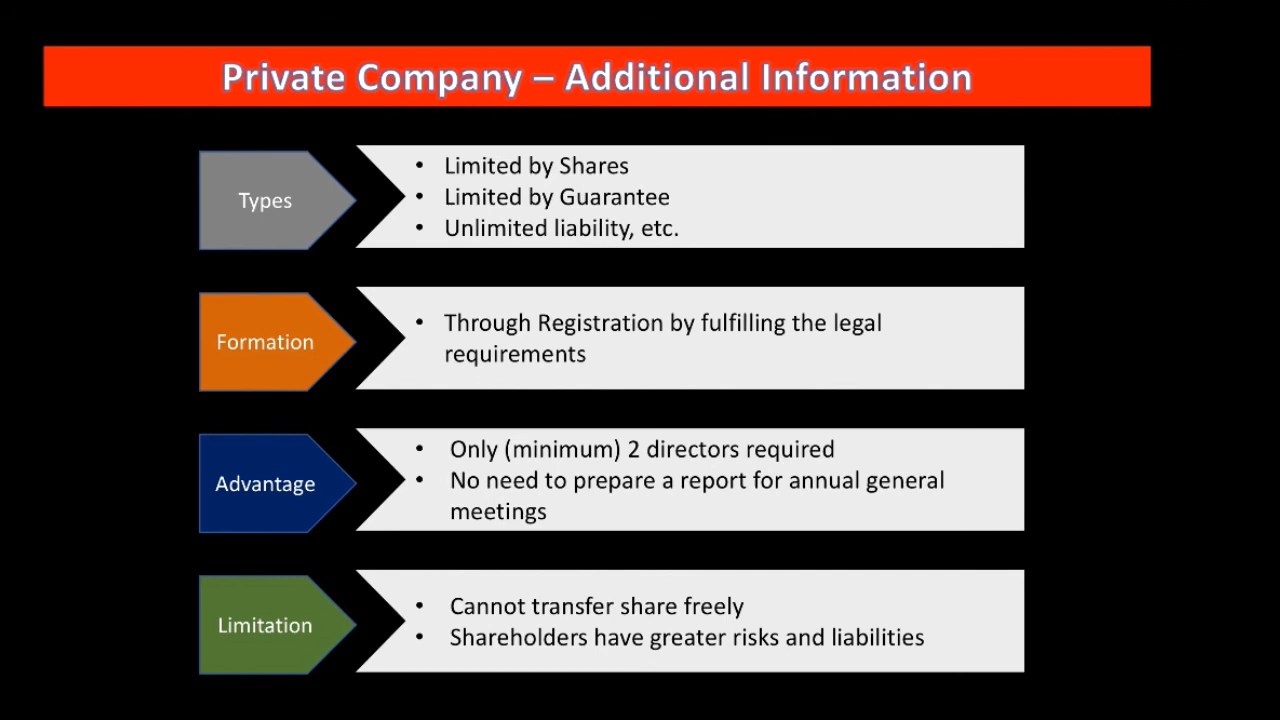 Private Company – Additional Information
Types
• Limited by Shares
• Limited by Guarantee
• Unlimited liability, etc.
Formation
• Through Registration by fulfilling the legal
requirements
Advantage
• Only (minimum) 2 directors required
• No need to prepare a report for annual general
meetings
Limitation
• Cannot transfer share freely
• Shareholders have greater risks and liabilities